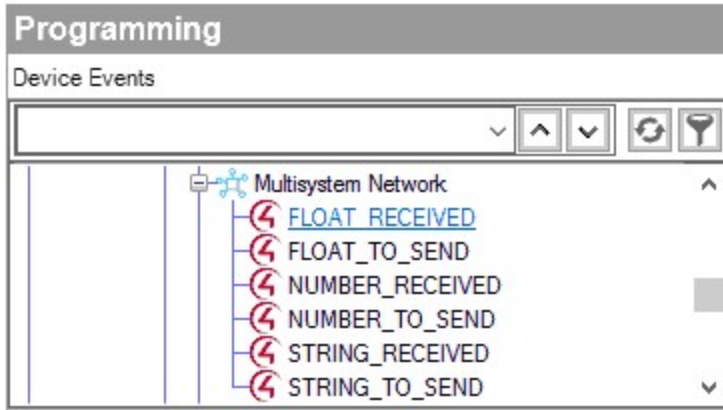 Programming
Device Events
Multisystem Network
FLOAT_RECEIVED
FLOAT_TO_SEND
NUMBER_RECEIVED
NUMBER_TO_SEND
STRING_RECEIVED
STRING_TO_SEND